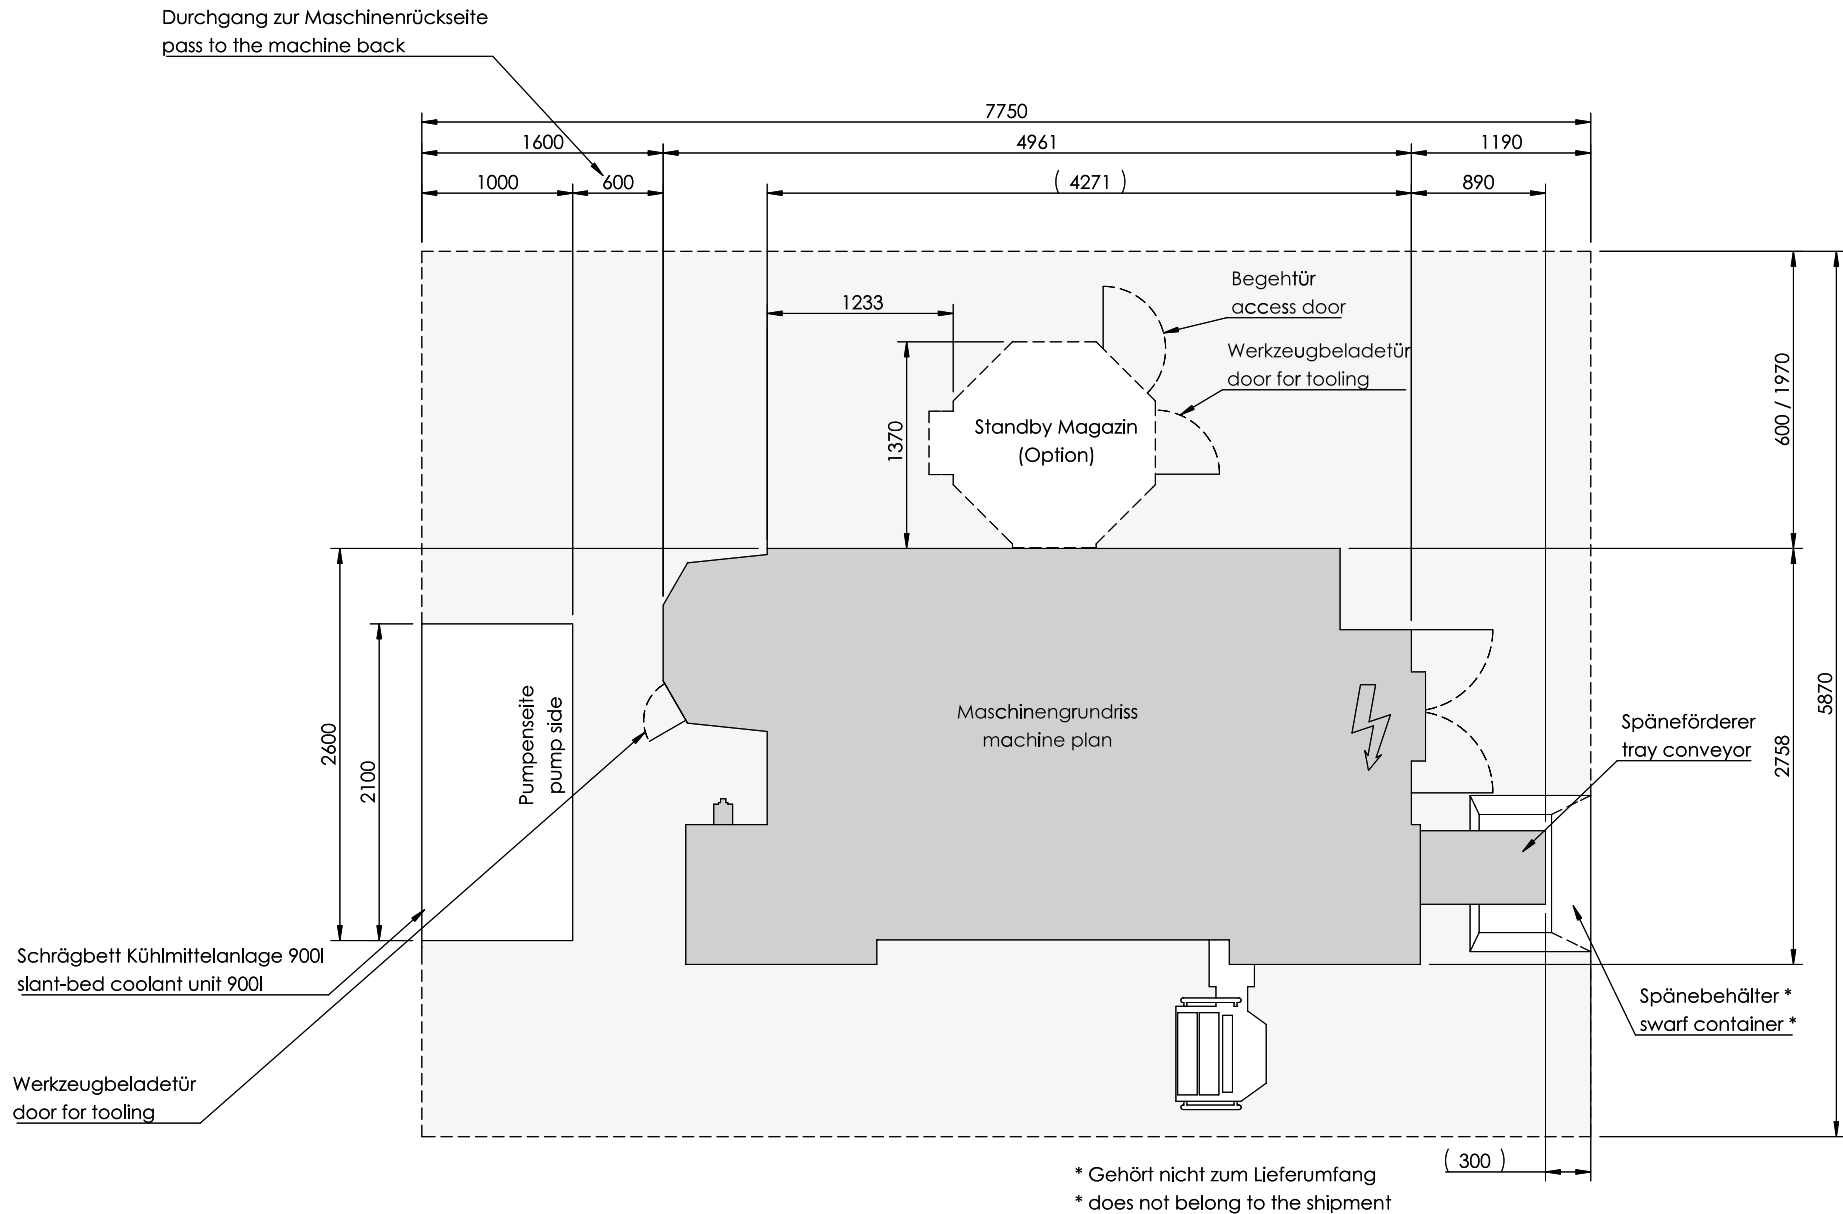 Durchgang zur Maschinenrückseite
pass to the machine back
7750
1600
4961
1190
1000
600
( 4271 )
890
Begehtür
access door
1233
Werkzeugbeladetür
door for tooling
600 / 1970
1370
Standby Magazin
(Option)
5870
Pumpenseite
pump side
Maschinengrundriss
machine plan
Späneförderer
tray conveyor
2600
2100
2758
Schrägbett Kühlmittelanlage 900l
slant-bed coolant unit 900l
Spänebehälter *
swarf container *
Werkzeugbeladetür
door for tooling
( 300 )
* Gehört nicht zum Lieferumfang
* does not belong to the shipment